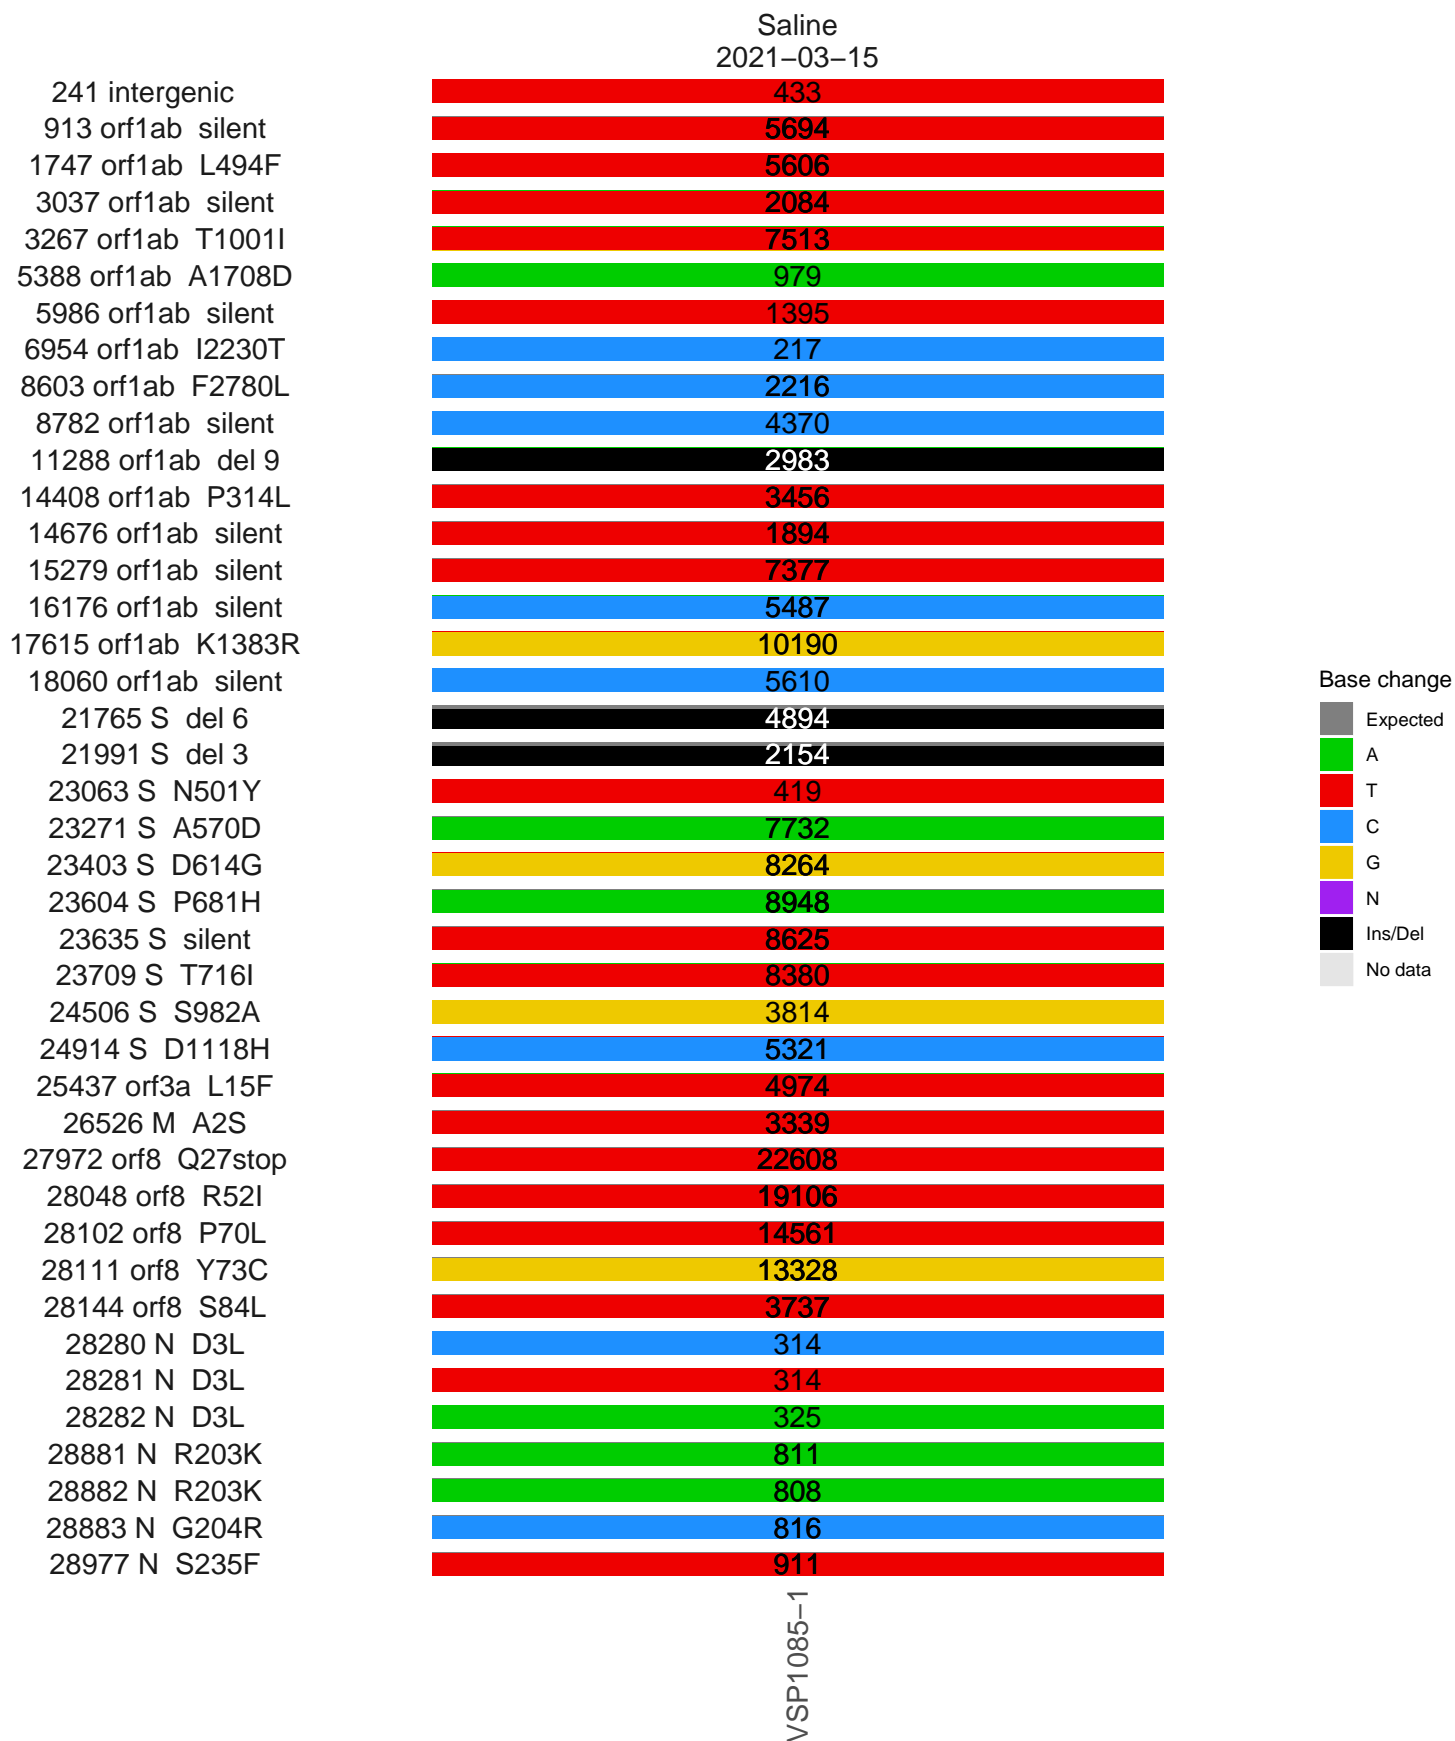 Saline
2021−03−15
241 intergenic 433
913 orf1ab silent 5694
1747 orf1ab L494F 5606
3037 orf1ab silent 2084
3267 orf1ab T1001I 7513
5388 orf1ab A1708D 979
5986 orf1ab silent 1395
6954 orf1ab I2230T 217
8603 orf1ab F2780L 2216
8782 orf1ab silent 4370
11288 orf1ab del 9 2983
14408 orf1ab P314L 3456
14676 orf1ab silent 1894
15279 orf1ab silent 7377
16176 orf1ab silent 5487
17615 orf1ab K1383R 10190
18060 orf1ab silent 5610
21765 S del 6 4894
21991 S del 3 2154
23063 S N501Y 419
23271 S A570D 7732
23403 S D614G 8264
23604 S P681H 8948
23635 S silent 8625
23709 S T716I 8380
24506 S S982A 3814
24914 S D1118H 5321
25437 orf3a L15F 4974
26526 M A2S 3339
27972 orf8 Q27stop 22608
28048 orf8 R52I 19106
28102 orf8 P70L 14561
28111 orf8 Y73C 13328
28144 orf8 S84L 3737
28280 N D3L 314
28281 N D3L 314
28282 N D3L 325
28881 N R203K 811
28882 N R203K 808
28883 N G204R 816
28977 N S235F 911
VSP1085−1
Base change
Expected
A
T
C
G
N
Ins/Del
No data